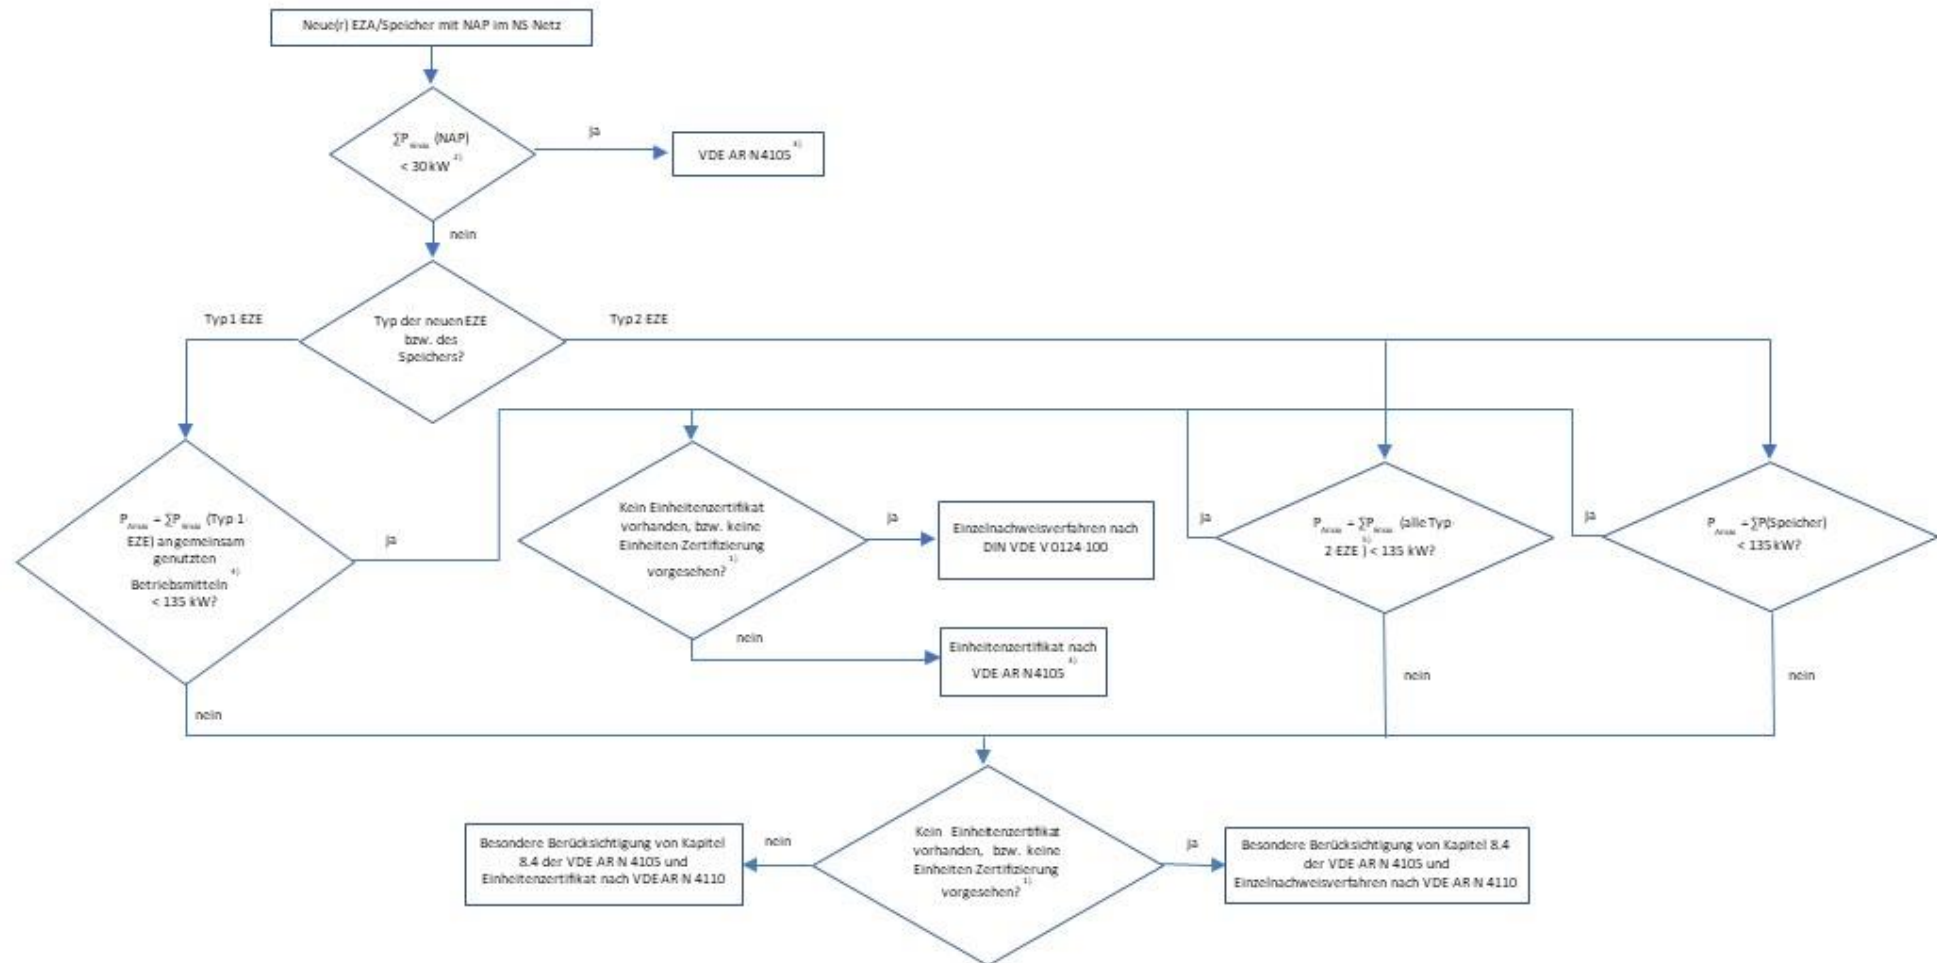 Neue(r) EZA/Speicher mit NAP im NS Netz
∑P (NAP)
< 30 kW
ja
VDE AR N 4105
nein
Typ 1 EZE
Typ der neuen EZE
bzw. des
Speichers?
Typ 2 EZE
= ∑P (Typ 1
EZE) an gemeinsam
genutzten
Betriebsmitteln
< 135 kW?
ja
Kein Einheitenzertifikat
vorhanden, bzw. keine
Einheiten Zertifizierung
vorgesehen? 1)
ja
Einzelnachweisverfahren nach
DIN VDE V 0124 100
nein
Einheitenzertifikat nach
VDE AR N 4105
ja
= ∑P (alle Typ
2 EZE ) < 135 kW?
ja
= ∑P(Speicher)
< 135 kW?
nein
nein
nein
Kein Einheitenzertifikat
vorhanden, bzw. keine
Einheiten Zertifizierung
vorgesehen? 1)
nein
Besondere Berücksichtigung von Kapitel
8.4 der VDE AR N 4105 und
Einheitenzertifikat nach VDE AR N 4110
ja
Besondere Berücksichtigung von Kapitel 8.4
der VDE AR N 4105 und
Einzelnachweisverfahren nach VDE AR N 4110